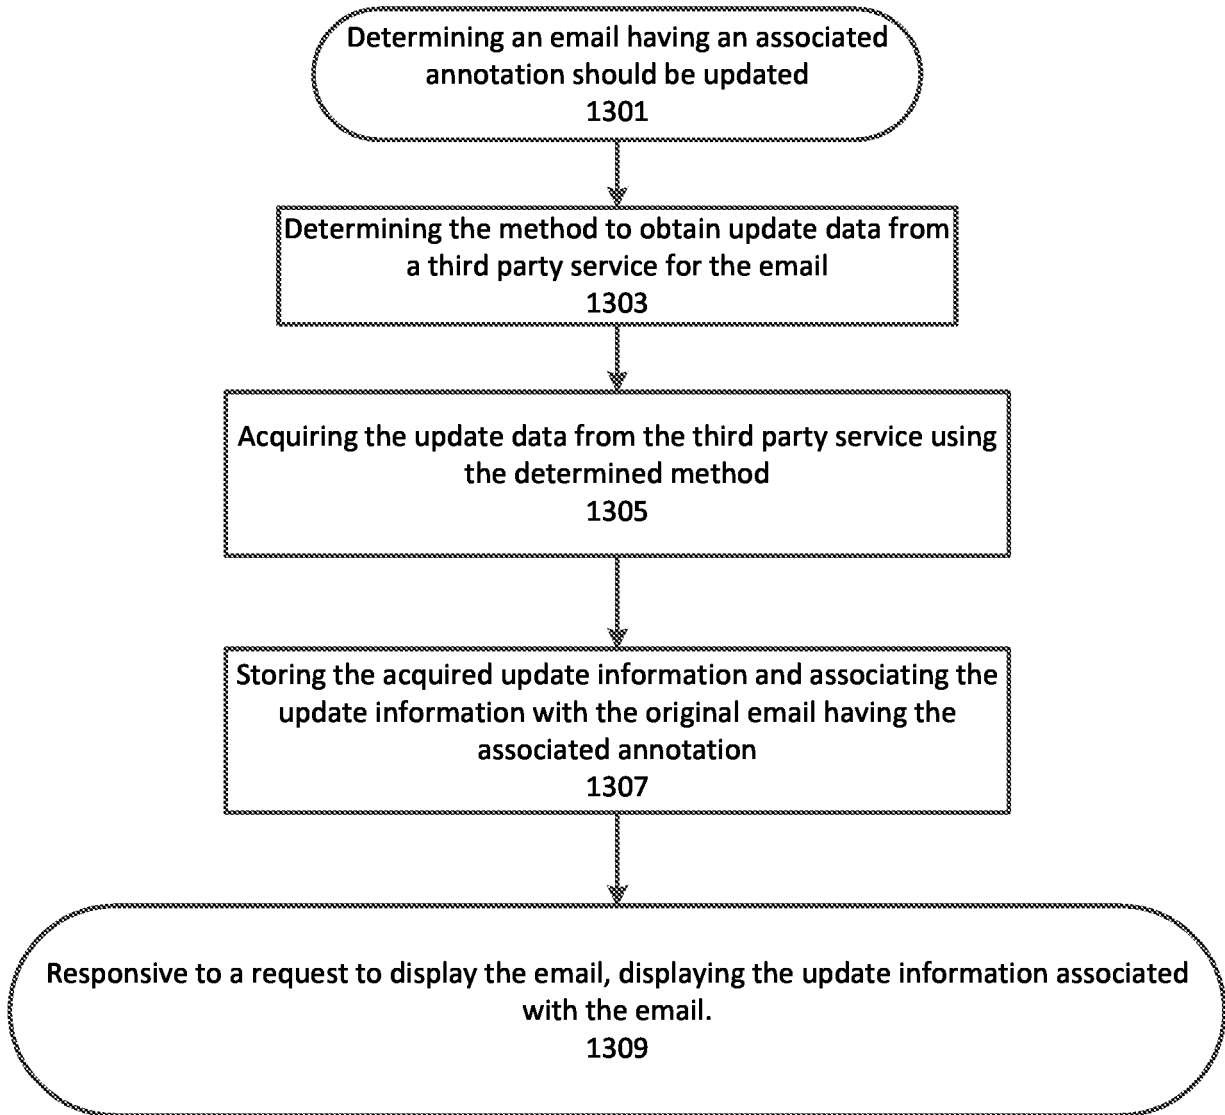 Determining an email having an associated
annotation should be updated
1301
Determining the method to obtain update data from
a third party service for the email
1303
Acquiring the update data from the third party service using
the determined method
1305
Storing the acquired update information and associating the
update information with the original email having the
associated annotation
1307
Responsive to a request to display the email, displaying the update information associated
with the email.
1309